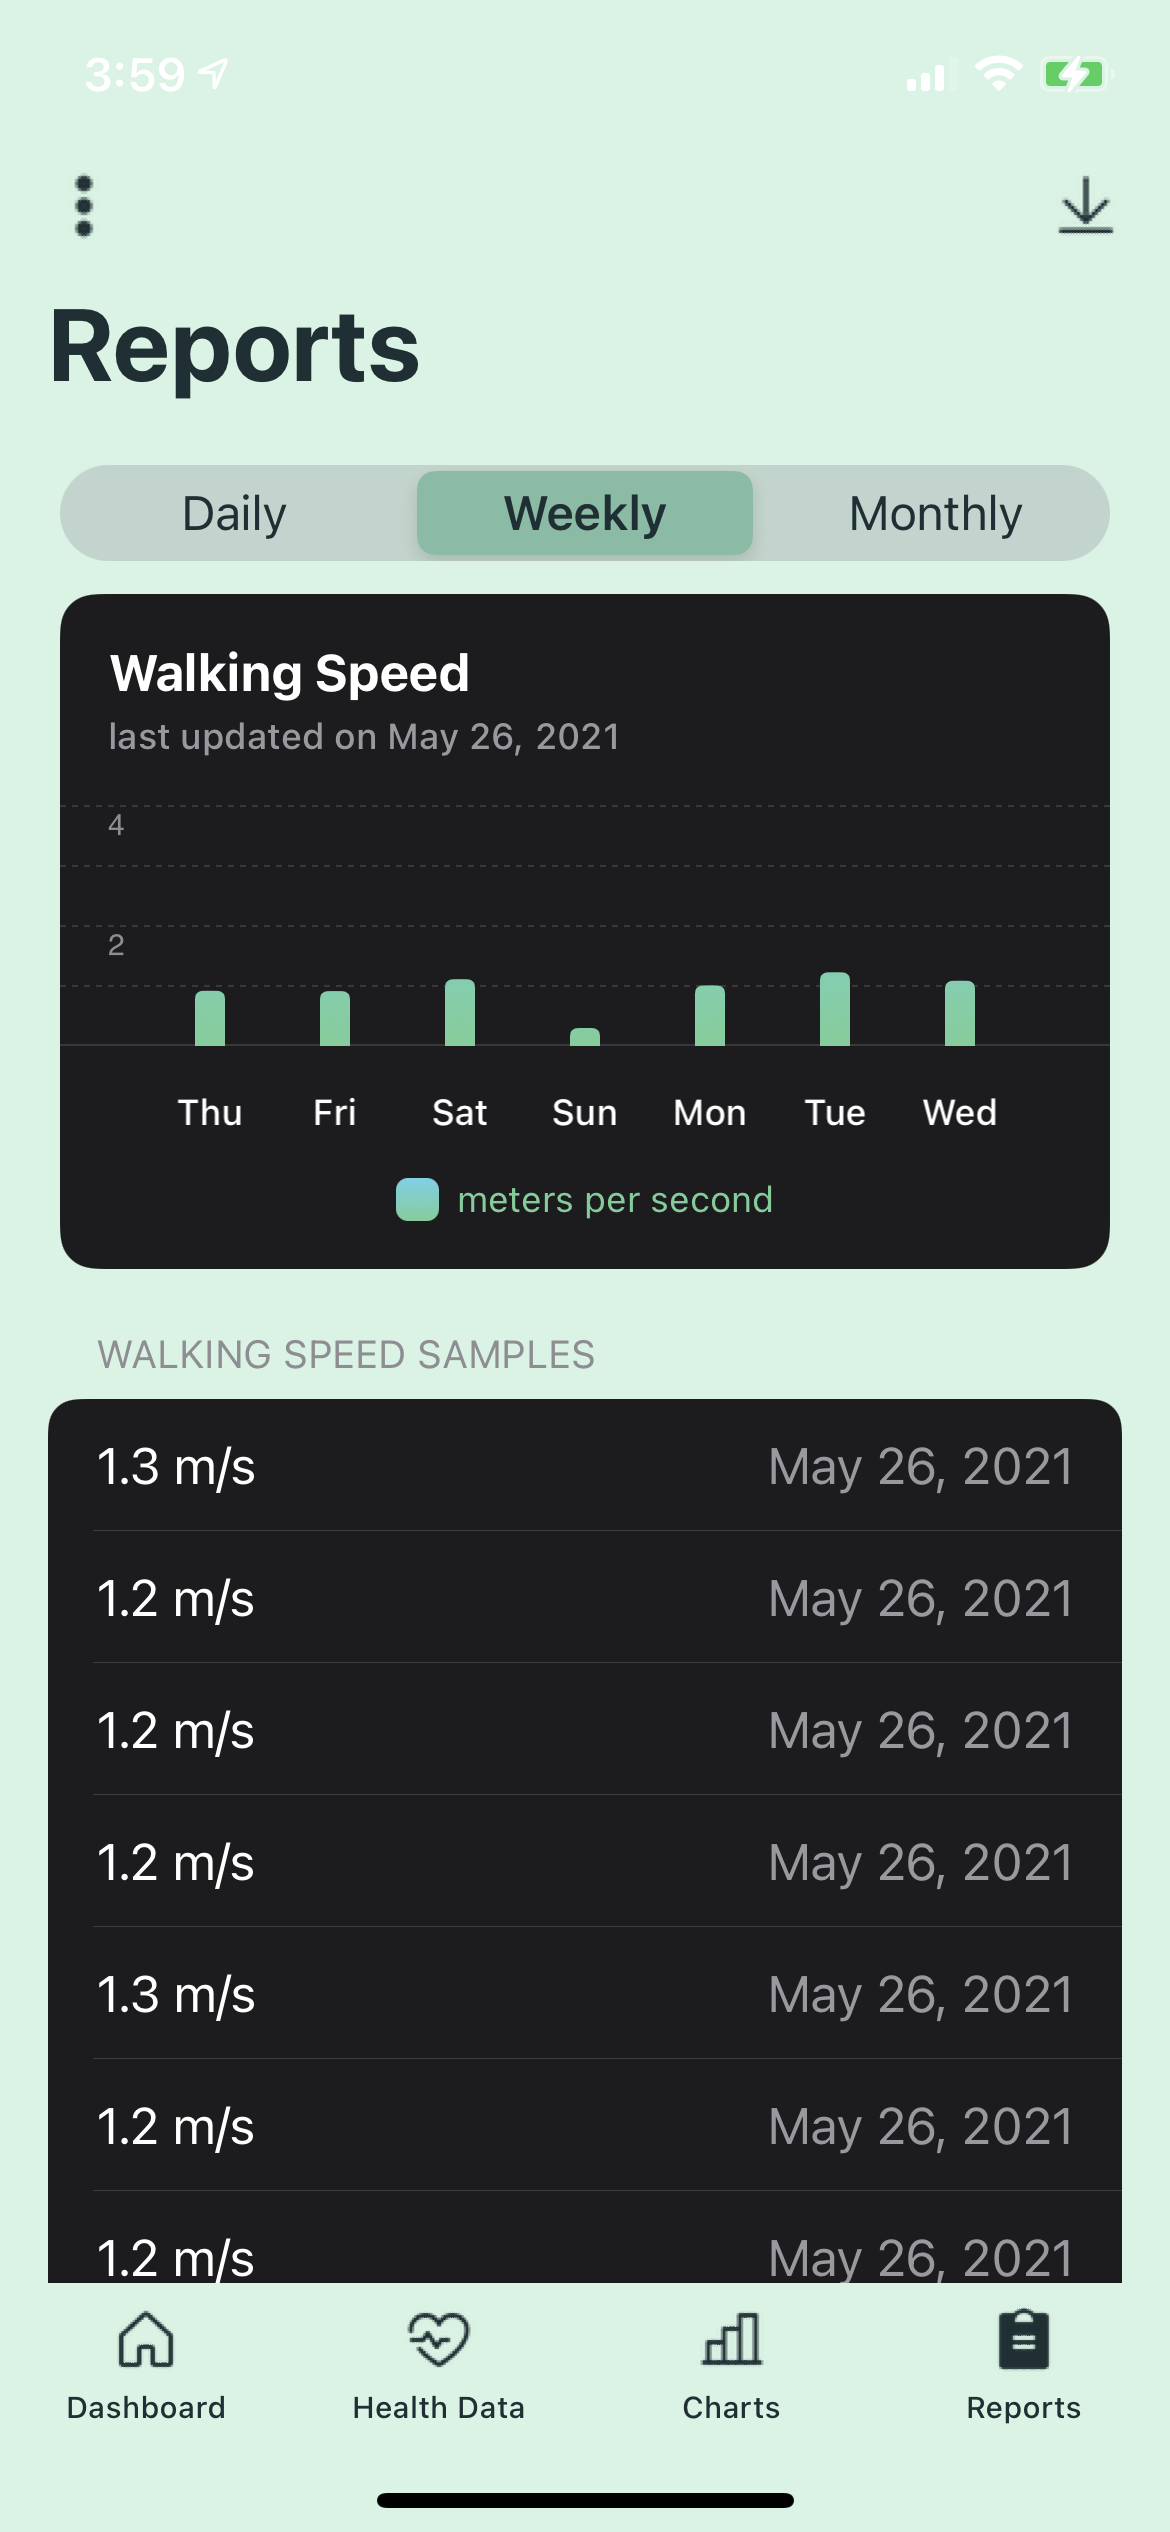 3:59
Reports
Daily Weekly Monthly
Walking Speed
last updated on May 26, 2021
4
2
Thu Fri Sat Sun Mon Tue Wed
meters per second
WALKING SPEED SAMPLES
1.3 m/s May 26, 2021
1.2 m/s May 26, 2021
1.2 m/s May 26, 2021
1.2 m/s May 26, 2021
1.3 m/s May 26, 2021
1.2 m/s May 26, 2021
1.2 m/s May 26, 2021
Dashboard Health Data Charts Reports